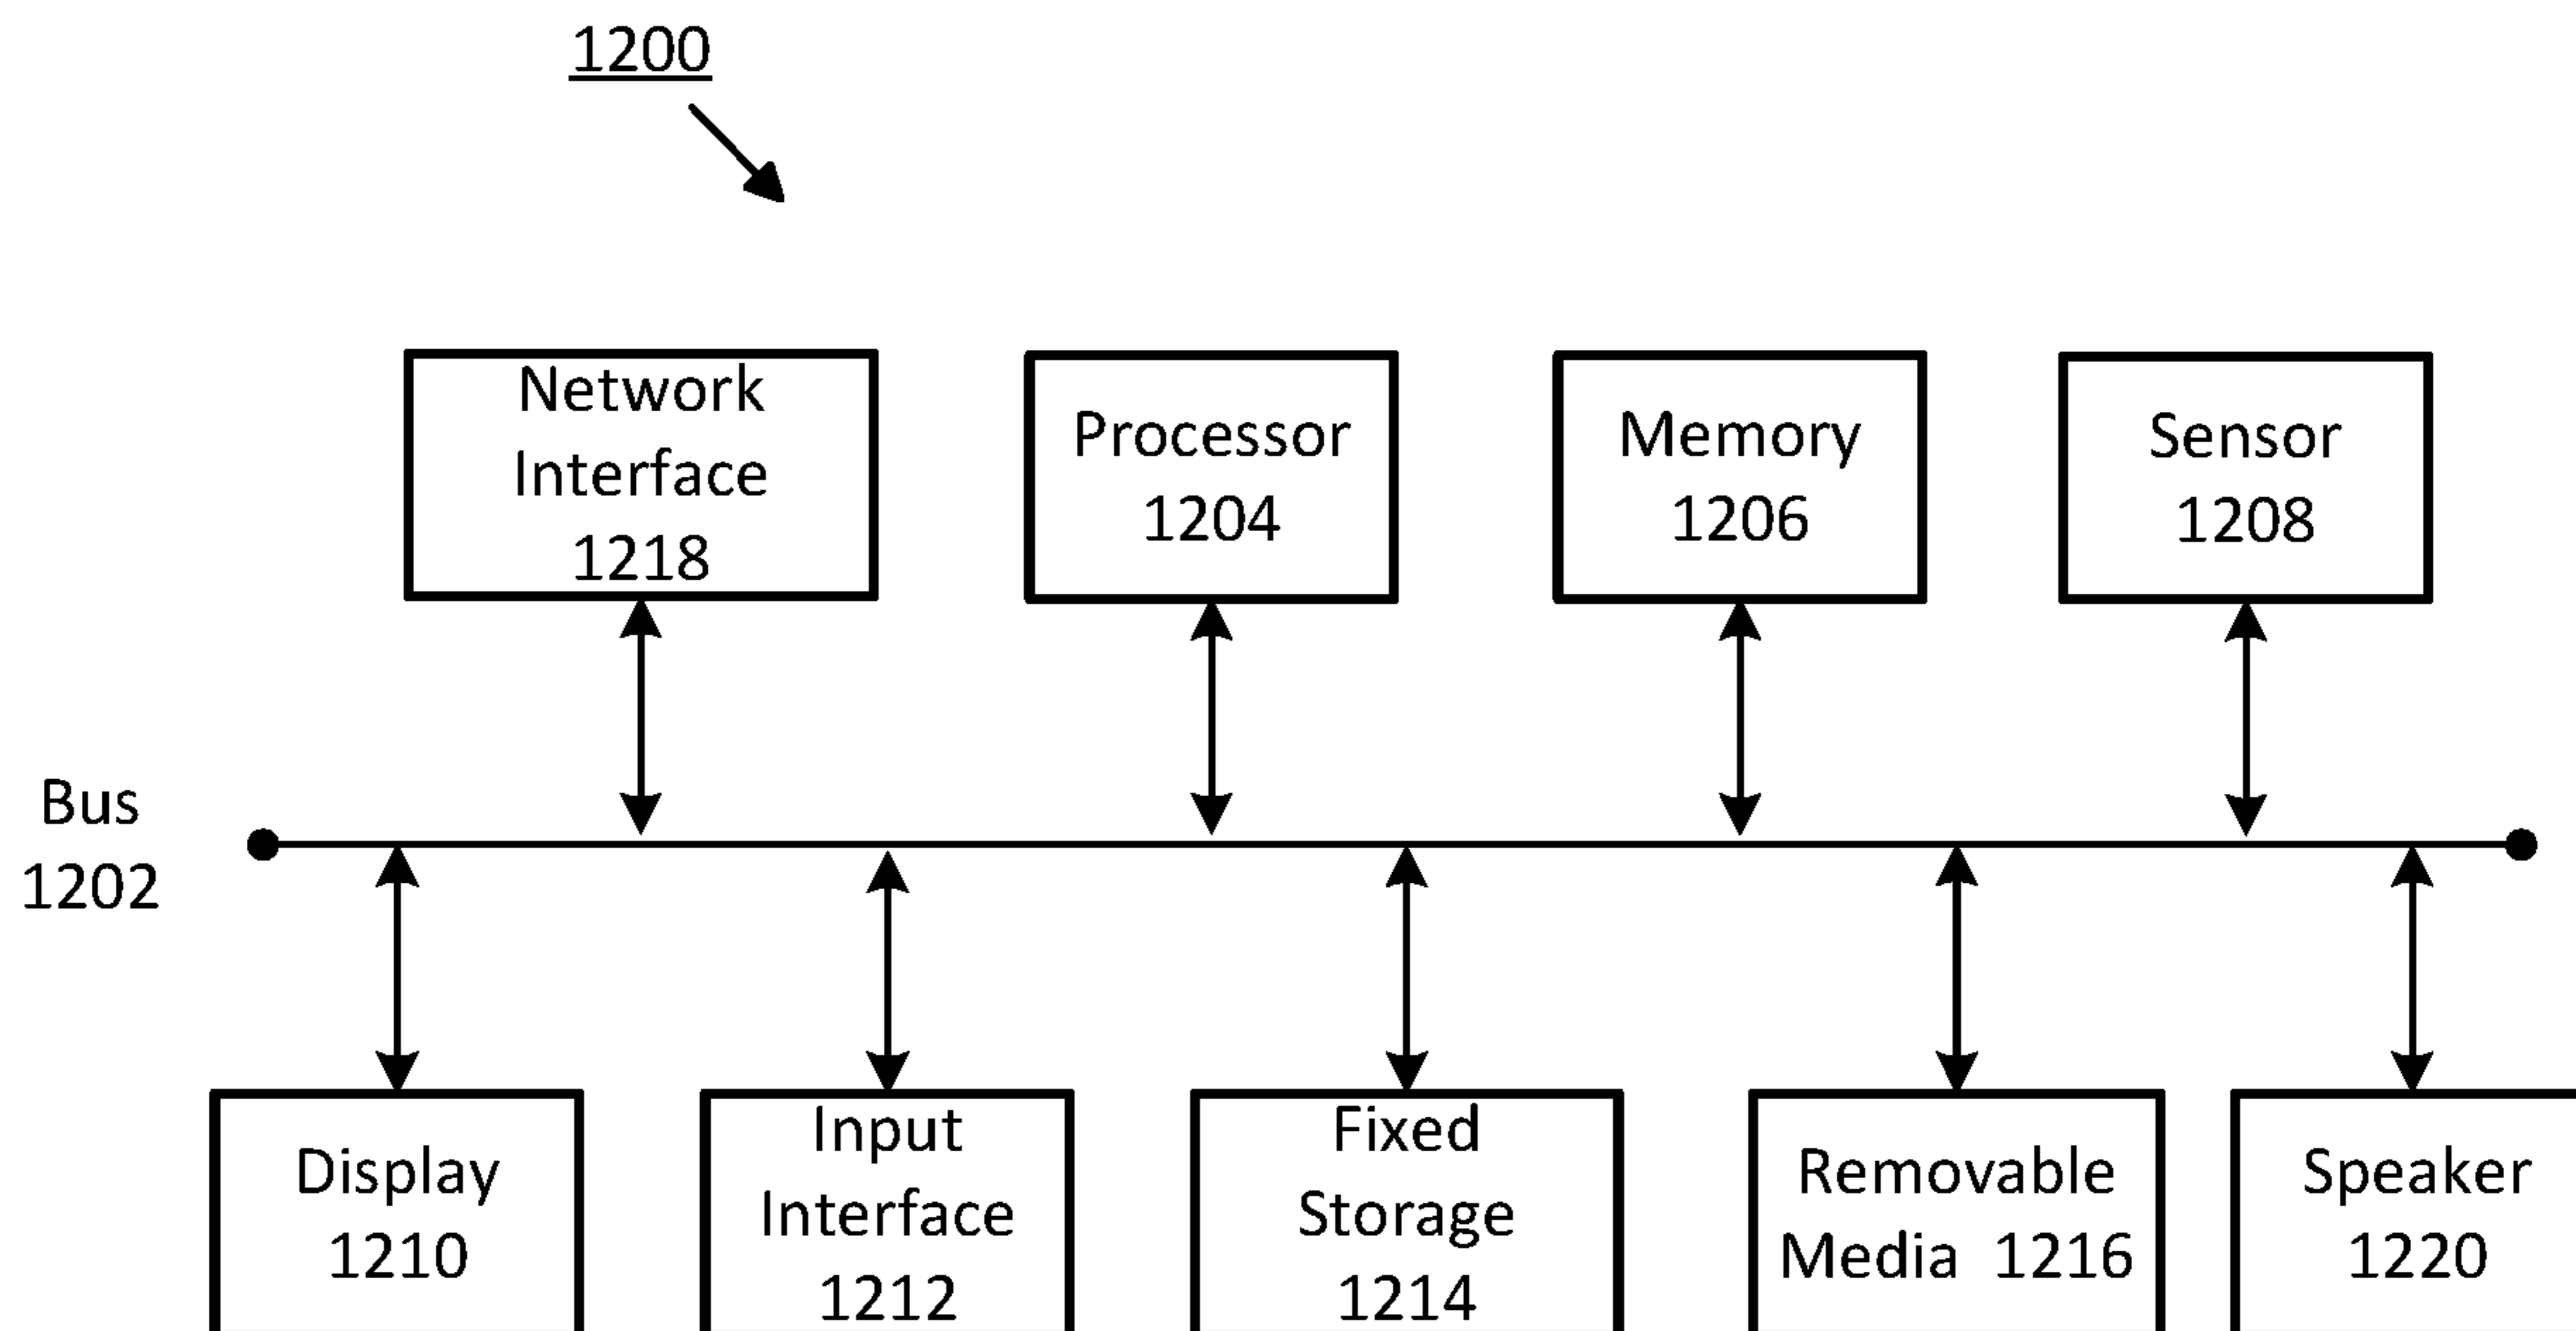 1200
Network
Interface
1218
Processor
1204
Memory
1206
Sensor
1208
Bus
1202
Display
1210
Input
Interface
1212
Fixed
Storage
1214
Removable
Media 1216
Speaker
1220